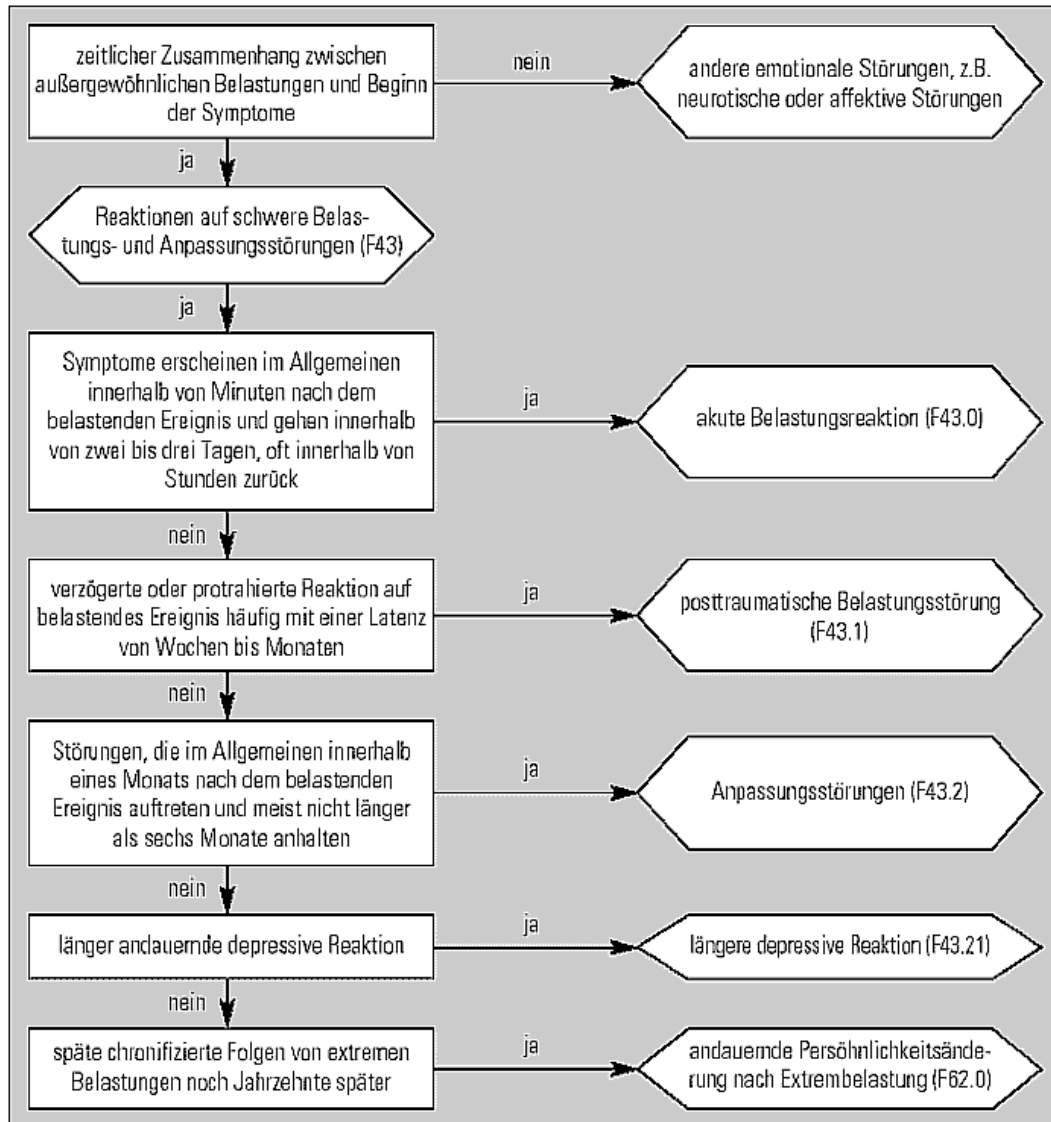 zeitlicher Zusammenhang zwischen
außergewöhnlichen Belastungen und Beginn
der Symptome
nein
andere emotionale Störungen, z.B.
neurotische oder affektive Störungen
ja
Reaktionen auf schwere Belas-
tungs- und Anpassungsstörungen (F43)
ja
Symptome erscheinen im Allgemeinen
innerhalb von Minuten nach dem
belastenden Ereignis und gehen innerhalb
von zwei bis drei Tagen, oft innerhalb von
Stunden zurück
ja
akute Belastungsreaktion (F43.0)
nein
verzögerte oder protrahierte Reaktion auf
belastendes Ereignis häufig mit einer Latenz
von Wochen bis Monaten
ja
posttraumatische Belastungsstörung
(F43.1)
nein
Störungen, die im Allgemeinen innerhalb
eines Monats nach dem belastenden
Ereignis auftreten und meist nicht länger
als sechs Monate anhalten
ja
Anpassungsstörungen (F43.2)
nein
länger andauernde depressive Reaktion
ja
längere depressive Reaktion (F43.21)
nein
späte chronifizierte Folgen von extremen
Belastungen noch Jahrzehnte später
ja
andauernde Persöhnlichkeitsände-
rung nach Extrembelastung (F62.0)